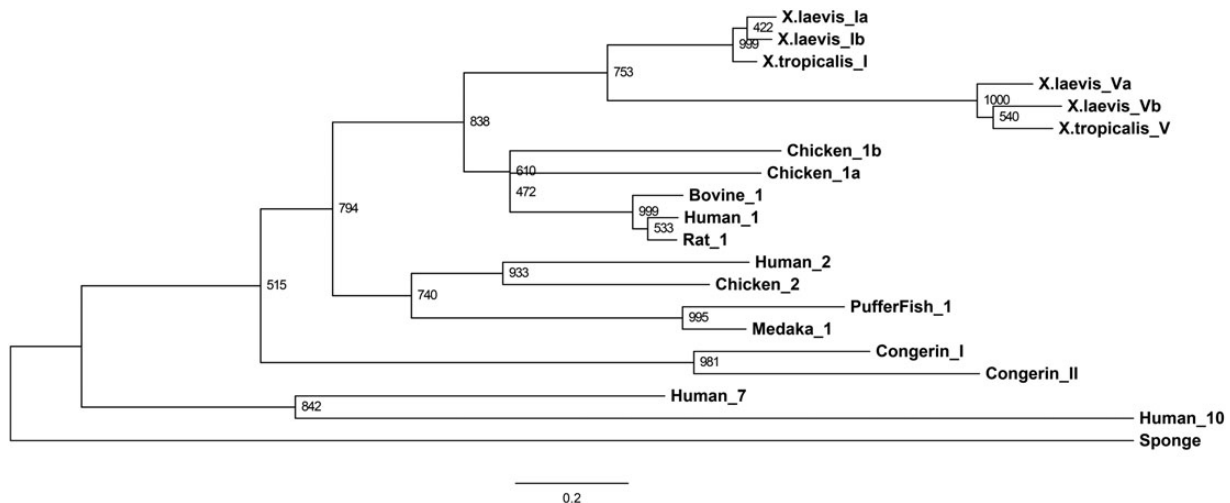 X.laevis_Ia
422
X.laevis_Ib
999
X.tropicalis_I
753
X.laevis_Va
1000
X.laevis_Vb
540
X.tropicalis_V
838
Chicken_1b
610
Chicken_1a
472
Bovine_1
999
Human_1
533
Rat_1
794
Human_2
933
Chicken_2
740
515
PufferFish_1
995
Medaka_1
Congerin_I
981
Congerin_II
Human_7
842
Human_10
Sponge
0.2